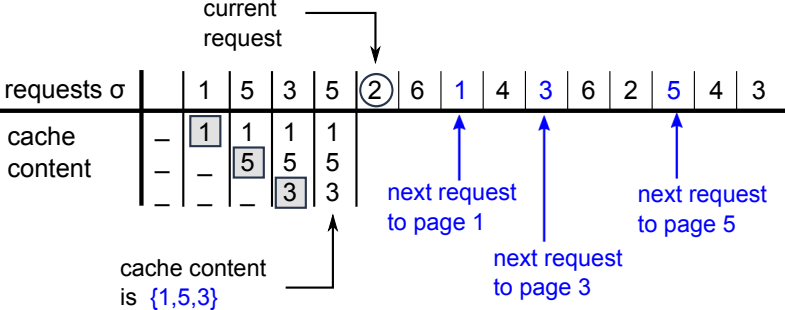 current
request
requests σ 1 5 3 5 2 6 1 4 3 6 2 5 4 3
cache
content
_ 1 1 1 1
_ _ 5 5 5
_ _ _ 3 3
next request
to page 1
next request
to page 3
next request
to page 5
cache content
is {1,5,3}